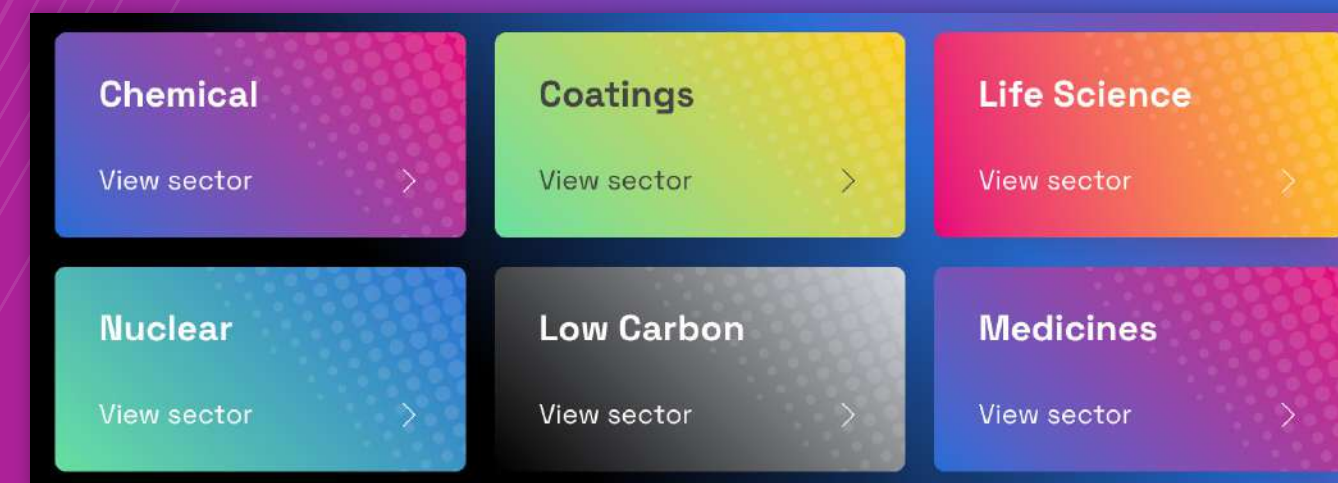 Chemical
View sector
Coatings
View sector
Life Science
View sector
Nuclear
View sector
Low Carbon
View sector
Medicines
View sector